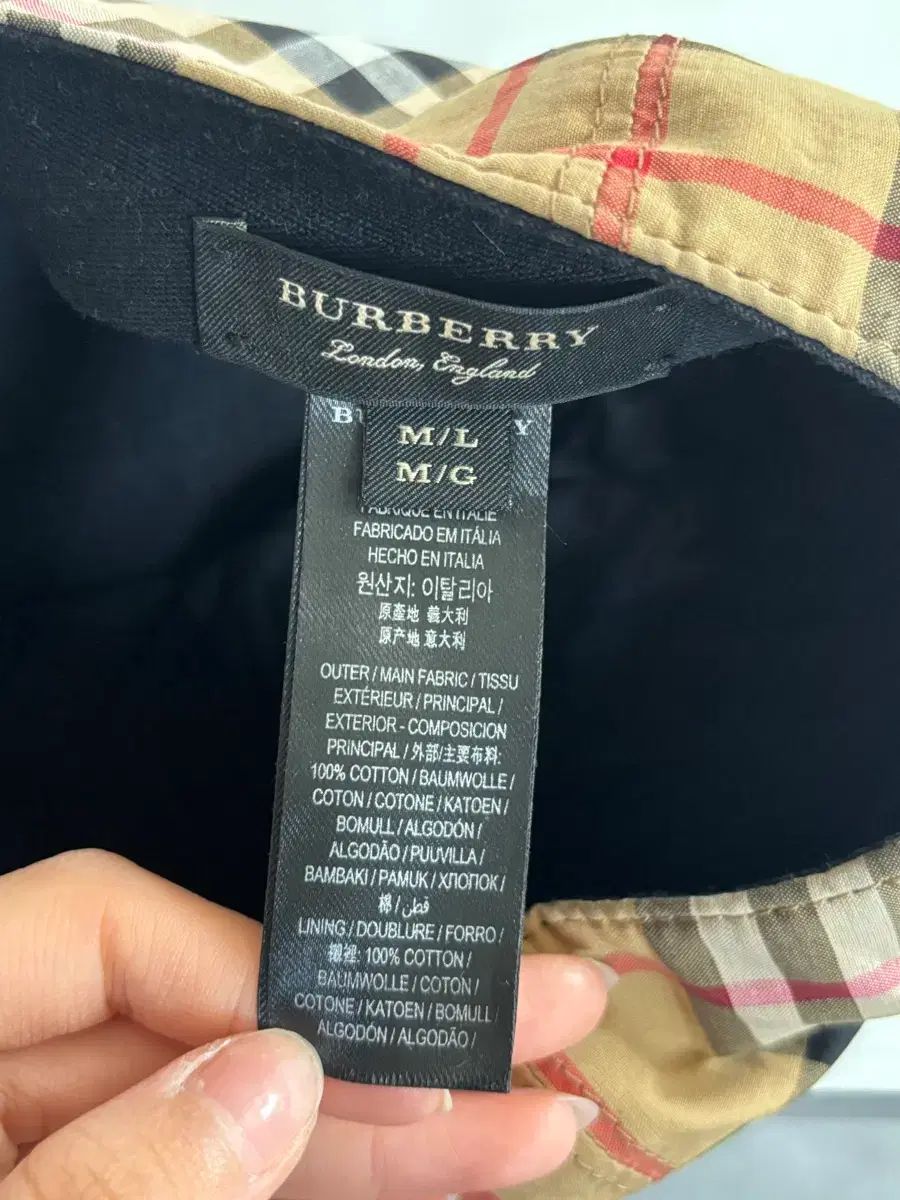 BURBERRY
London, England
B Y
M/L
M/G
FABRIQUÉ EN ITALIE
FABRICADO EM ITÁLIA
HECHO EN ITALIA
원산지: 이탈리아
原產地 義大利
原产地 意大利
OUTER / MAIN FABRIC / TISSU
EXTÉRIEUR / PRINCIPAL /
EXTERIOR - COMPOSICION
PRINCIPAL / 外部/主要布料:
100% COTTON / BAUMWOLLE /
COTON / COTONE / KATOEN /
BOMULL / ALGODÓN /
ALGODÃO / PUUVILLA /
BAMBAKI / PAMUK / ХЛОПОК /
棉 / قطن /
LINING / DOUBLURE / FORRO /
襯裡: 100% COTTON /
BAUMWOLLE / COTON /
COTONE / KATOEN / BOMULL /
ALGODÓN / ALGODÃO /